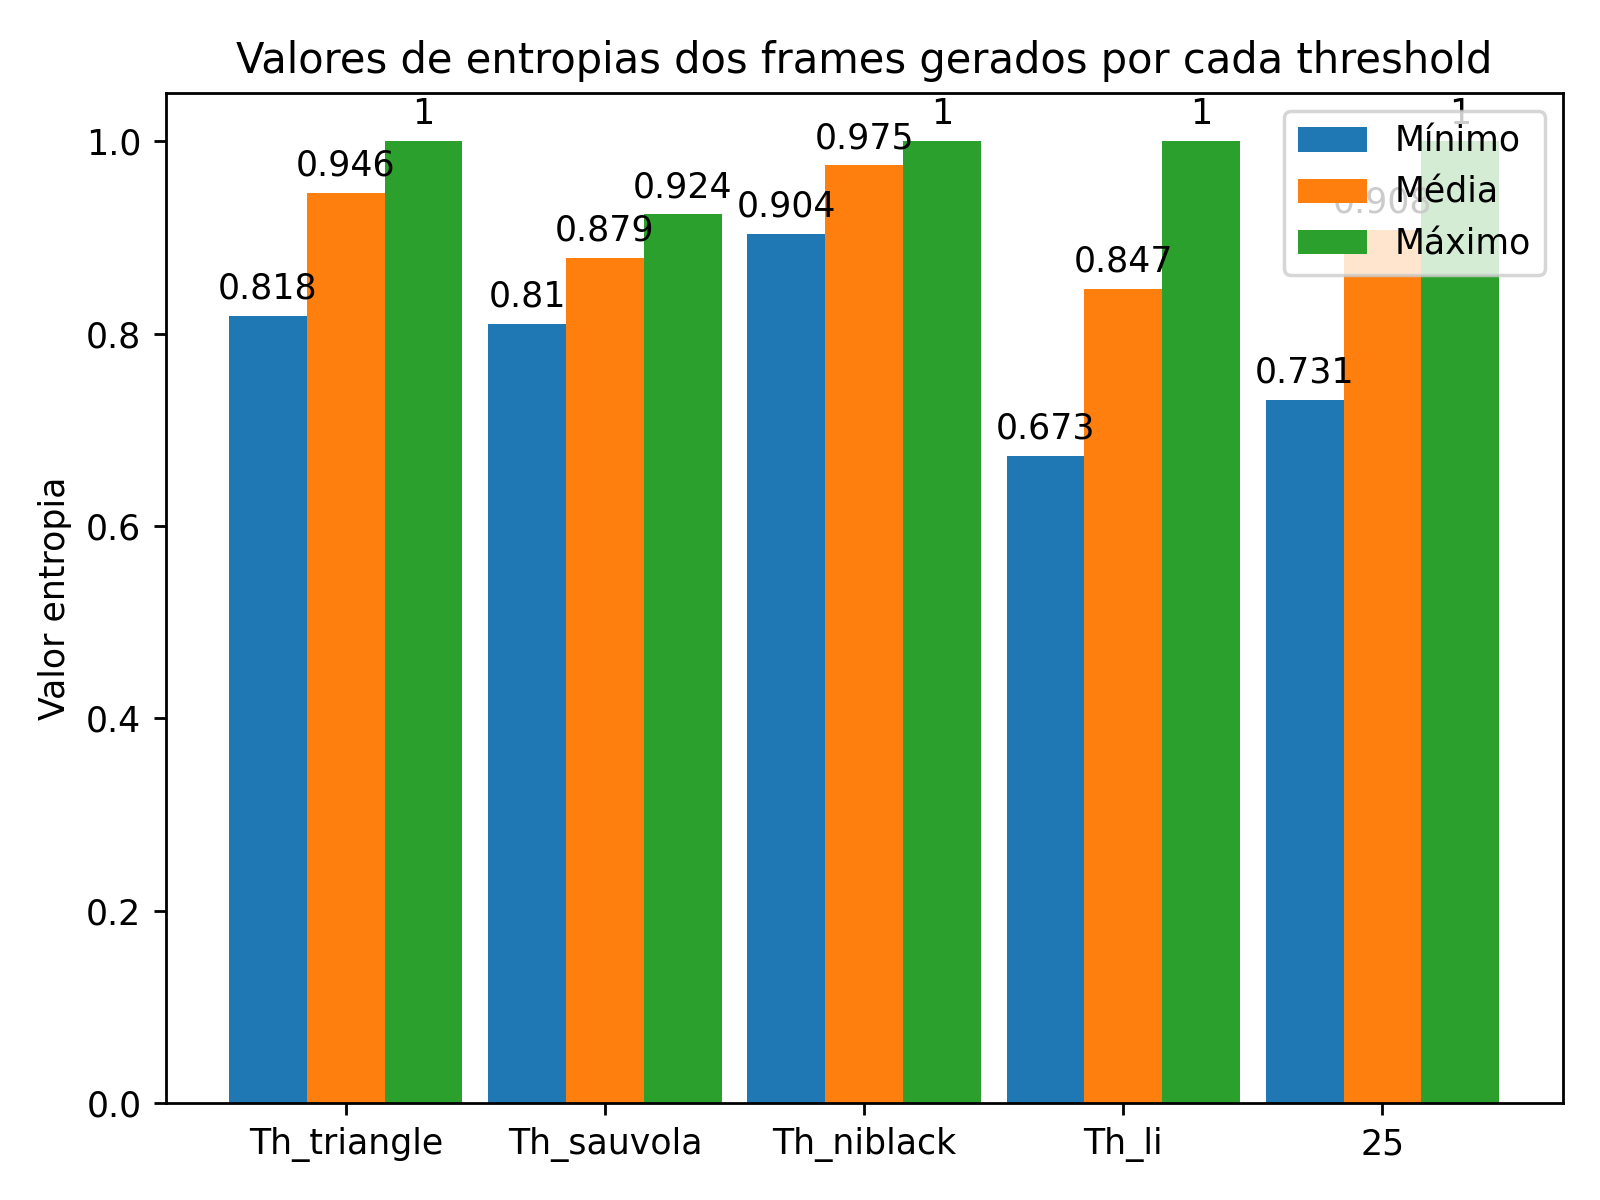 Valores de entropias dos frames gerados por cada threshold
Valor entropia
1.0
0.8
0.6
0.4
0.2
0.0
0.818
0.946
1
0.81
0.879
0.924
0.904
0.975
1
0.673
0.847
1
0.731
0.908
1
Mínimo
Média
Máximo
Th_triangle
Th_sauvola
Th_niblack
Th_li
25